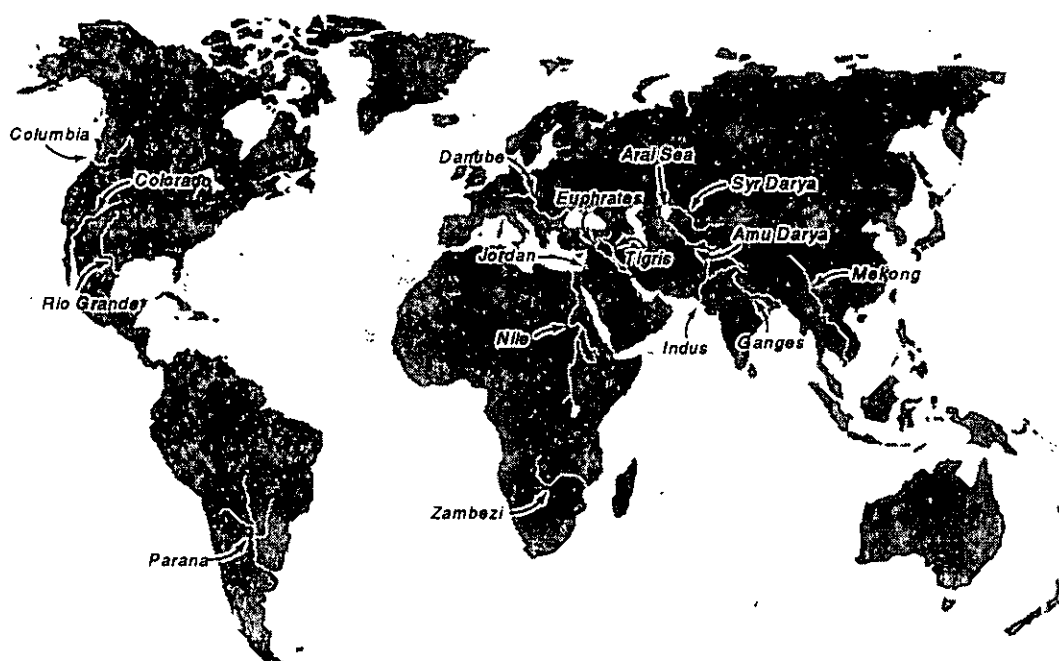 Columbia
Colorado
Rio Grande
Danube
Aral Sea
Syr Darya
Euphrates
Amu Darya
Jordan
Tigris
Mekong
Nile
Indus
Ganges
Zambezi
Parana